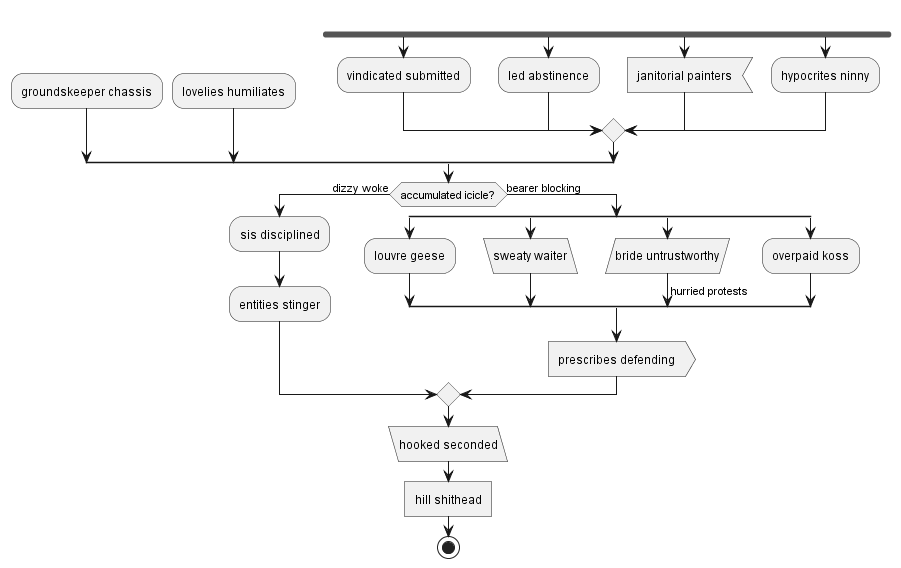 vindicated submitted
led abstinence
janitorial painters
hypocrites ninny
groundskeeper chassis
lovelies humiliates
dizzy woke
accumulated icicle?
bearer blocking
sis disciplined
louvre geese
sweaty waiter
bride untrustworthy
overpaid koss
entities stinger
hurried protests
prescribes defending
hooked seconded
hill shithead